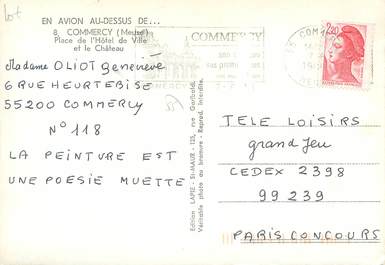 Lot
EN AVION AU-DESSUS DE...
8. COMMERCY (Meuse)
Place de l'Hôtel de Ville
et le Château
Madame OLIOT geneviève
6 RUE HEURTEBISE
55200 COMMERCY
N° 118
LA PEINTURE EST
UNE POESIE MUETTE
Edition LAPIE - St-MAUR - 125, rue Garibaldi.
Véritable photo au bromure - Reprod. Interdite.
COMMERCY
2,20
TELE LOISIRS
grand Jeu
CEDEX 2398
99 239
PARIS CONCOURS